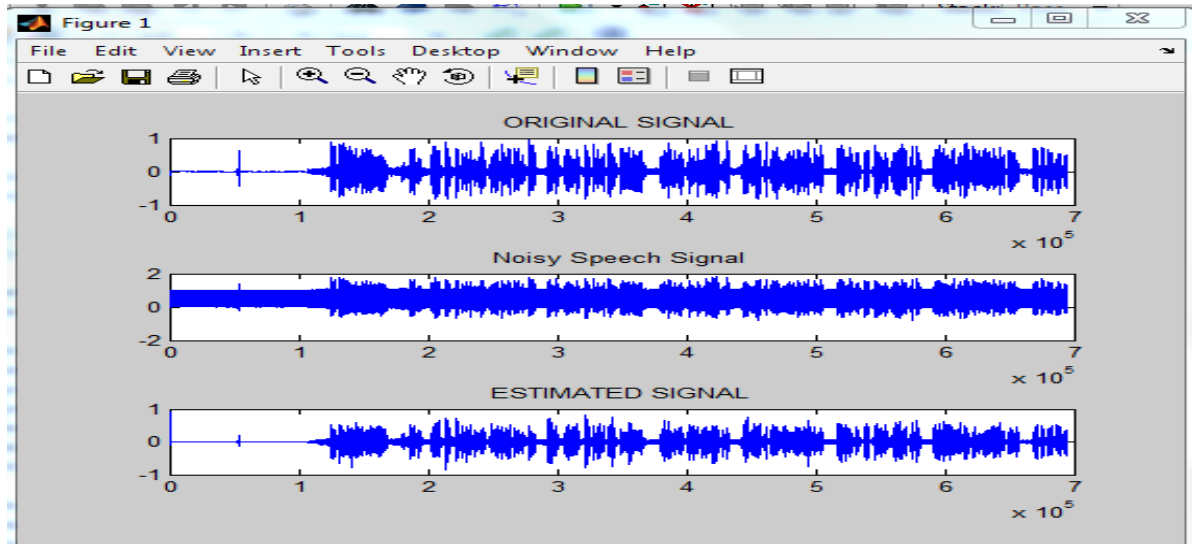 Figure 1
File Edit View Insert Tools Desktop Window Help
ORIGINAL SIGNAL
1
0
-1
0 1 2 3 4 5 6 7
x 10^5
Noisy Speech Signal
2
0
-2
0 1 2 3 4 5 6 7
x 10^5
ESTIMATED SIGNAL
1
0
-1
0 1 2 3 4 5 6 7
x 10^5